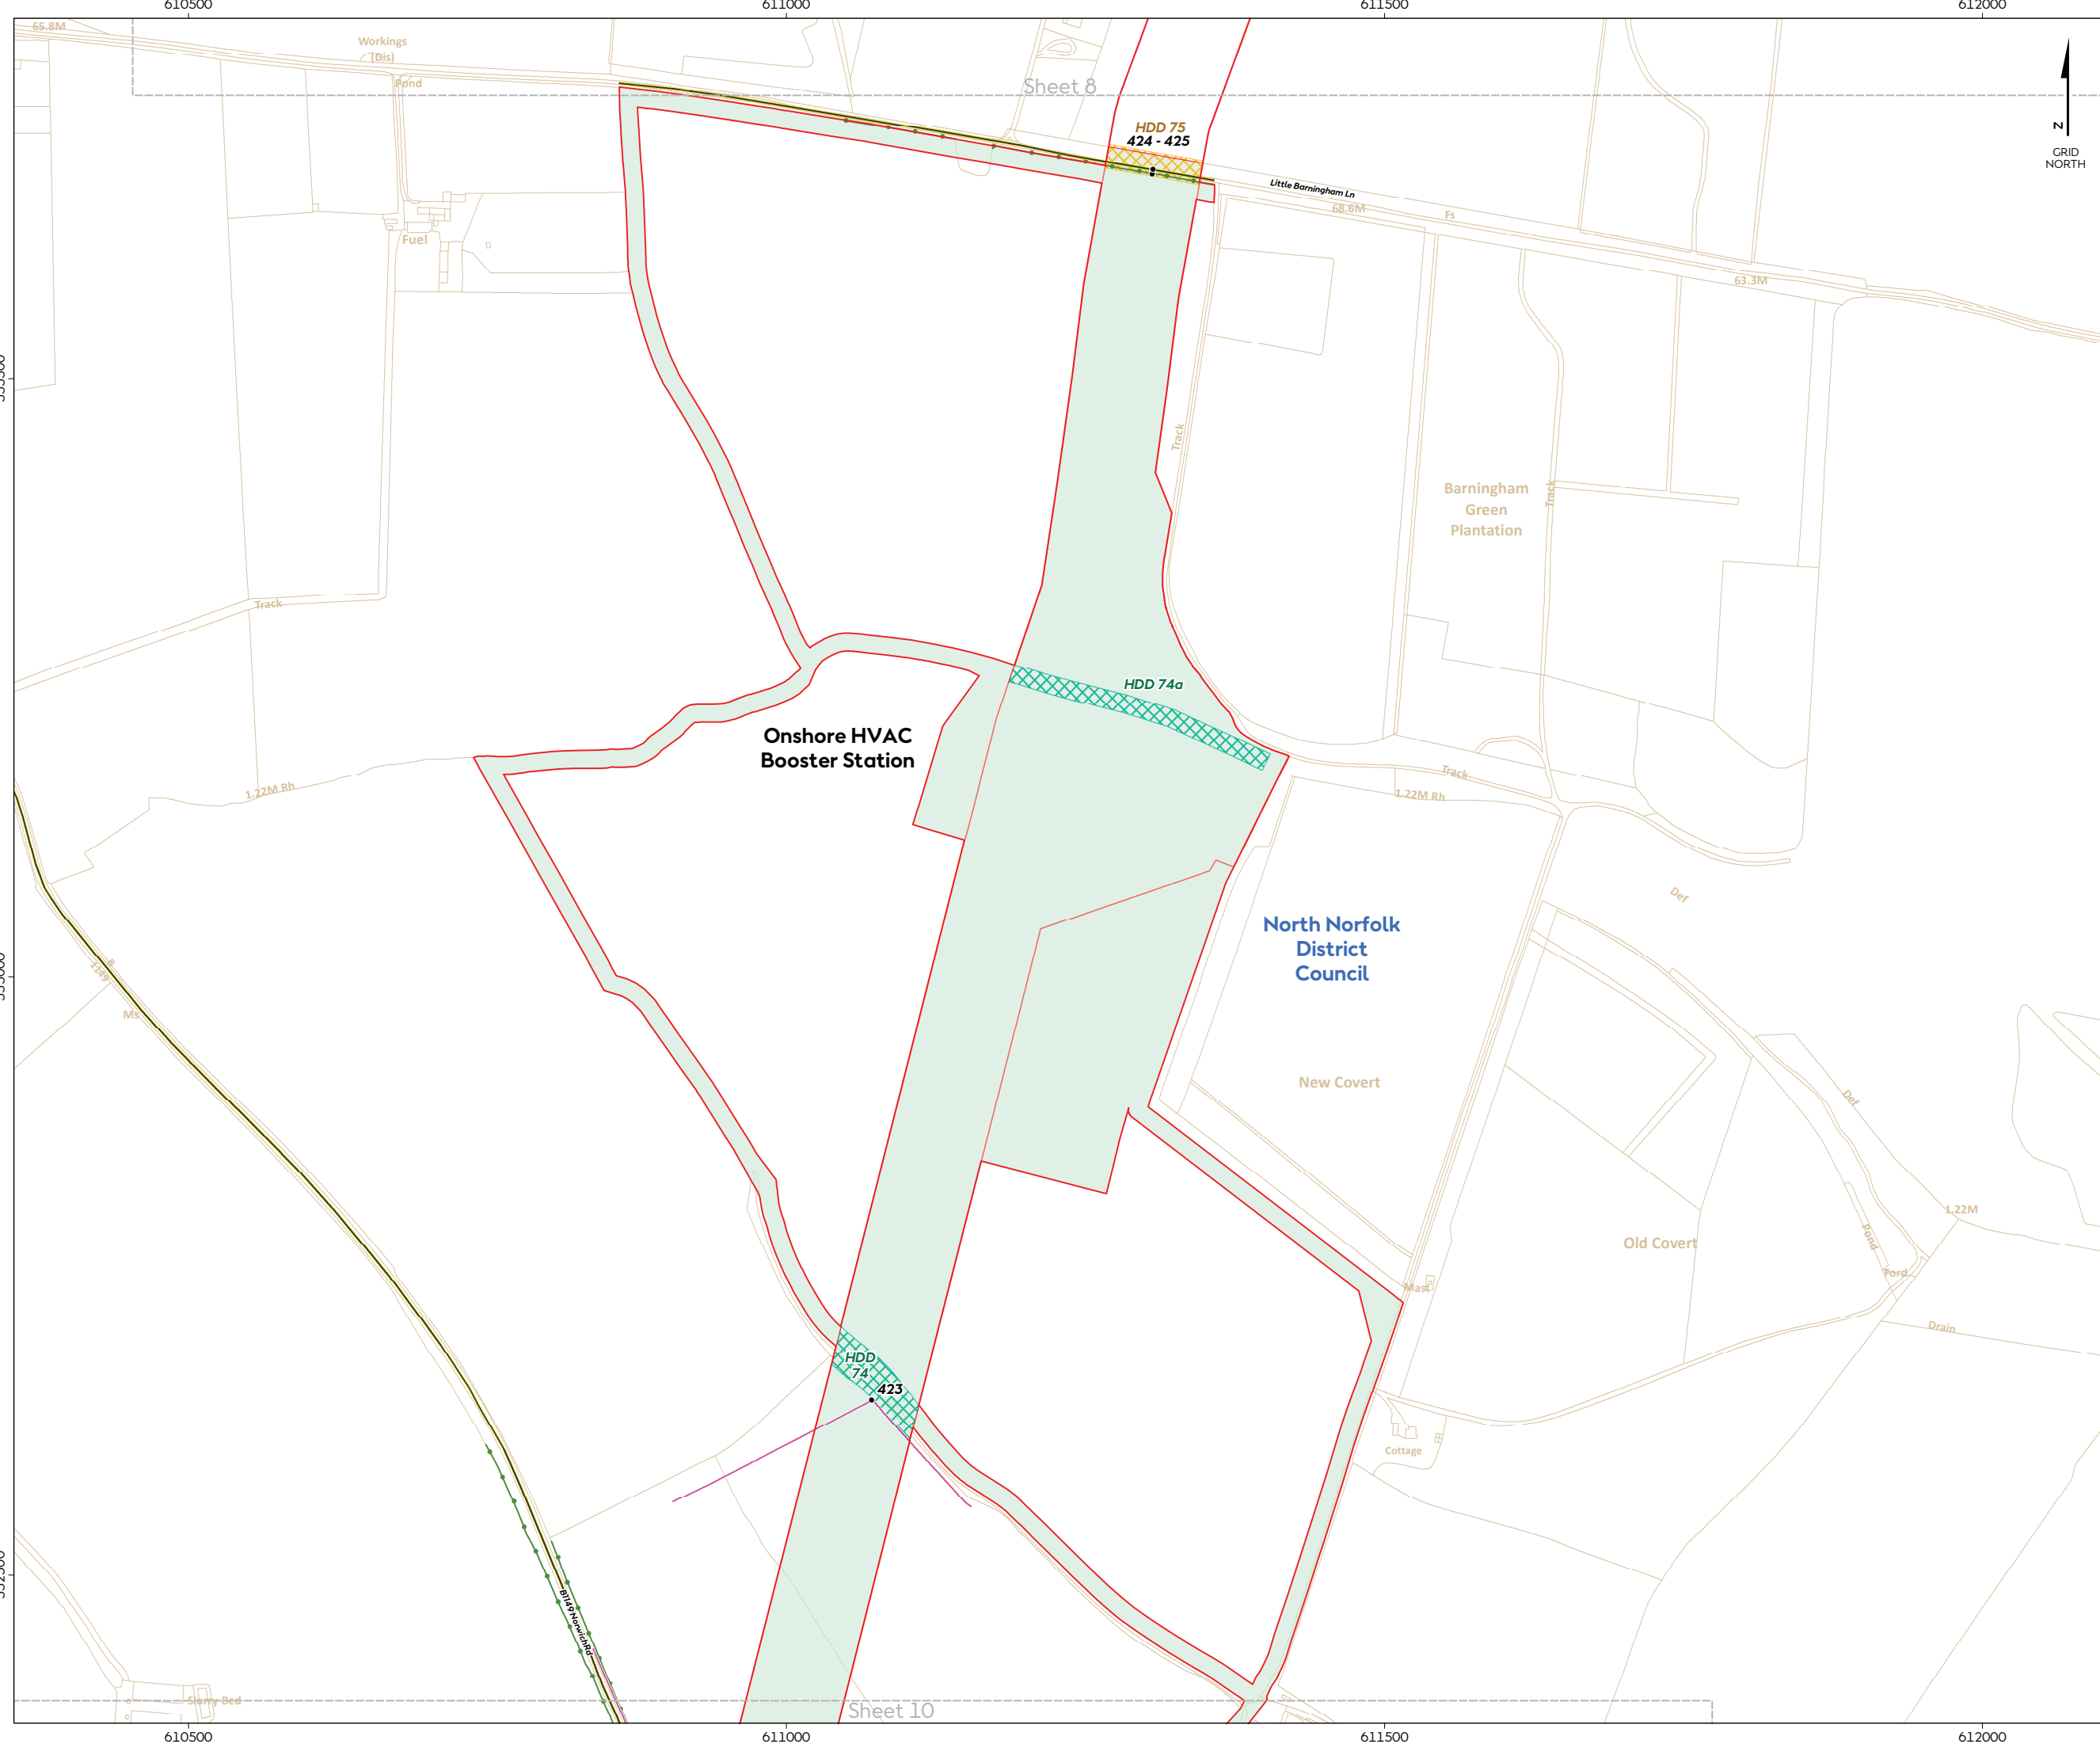 610500
611000
611500
612000
65.8M
Workings
(Dis)
Pond
Sheet 8
HDD 75
424 - 425
Little Barningham Ln
68.6M
Fs
63.3M
N
GRID
NORTH
Fuel
Track
Barningham
Green
Plantation
Track
Track
HDD 74a
Onshore HVAC
Booster Station
1.22M Rh
Track
1.22M Rh
North Norfolk
District
Council
Def
B
1149
Ms
New Covert
Def
1.22M
Old Covert
Pond
Ford
Mast
Drain
HDD
74
423
Cottage
B1149 Norwich Rd
Slurry Bed
Sheet 10
610500
611000
611500
612000